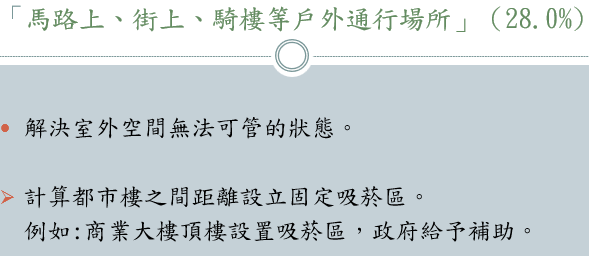 「馬路上、街上、騎樓等戶外通行場所」（28.0%）
解決室外空間無法可管的狀態。
計算都市樓之間距離設立固定吸菸區。
例如:商業大樓頂樓設置吸菸區，政府給予補助。